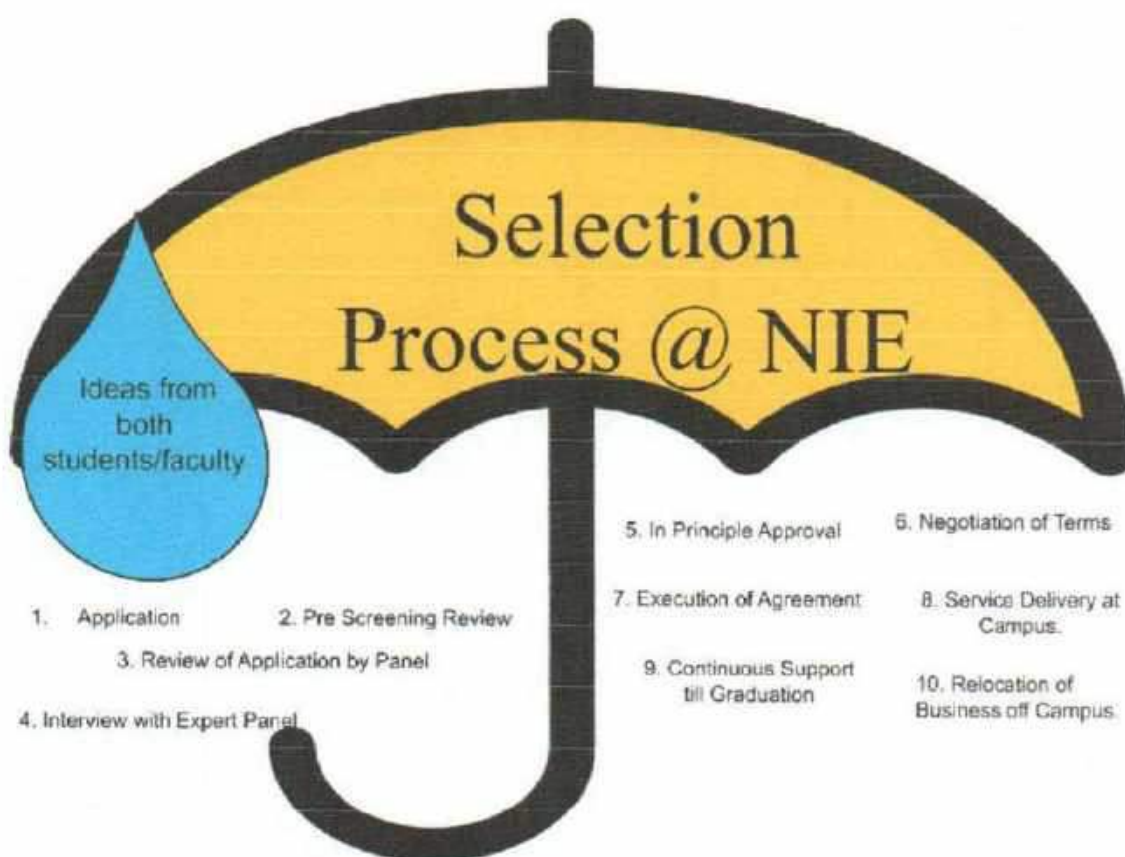 Selection
Process @ NIE
Ideas from
both
students/faculty
1. Application
2. Pre Screening Review
3. Review of Application by Panel
4. Interview with Expert Panel
5. In Principle Approval
6. Negotiation of Terms
7. Execution of Agreement
8. Service Delivery at
Campus.
9. Continuous Support
till Graduation
10. Relocation of
Business off Campus.